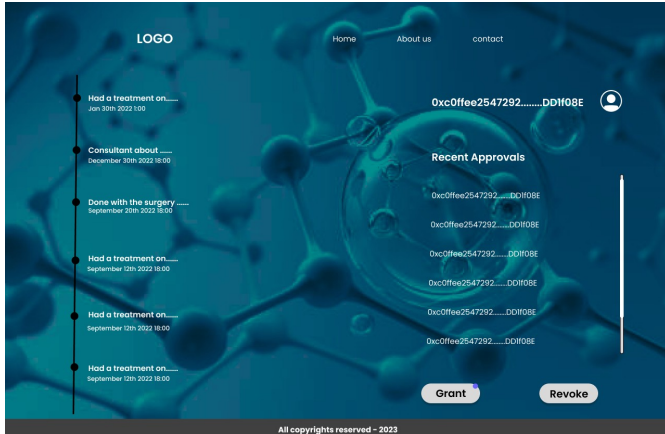 LOGO
Home About us contact
Had a treatment on......
Jan 30th 2022 1:00
Consultant about ......
December 30th 2022 18:00
Done with the surgery ......
September 20th 2022 18:00
Had a treatment on......
September 12th 2022 18:00
Had a treatment on......
September 12th 2022 18:00
Had a treatment on......
September 12th 2022 18:00
0xc0ffee2547292........DD1f08E
Recent Approvals
0xc0ffee2547292.......DD1f08E
0xc0ffee2547292.......DD1f08E
0xc0ffee2547292.......DD1f08E
0xc0ffee2547292.......DD1f08E
0xc0ffee2547292.......DD1f08E
0xc0ffee2547292.......DD1f08E
Grant Revoke
All copyrights reserved - 2023